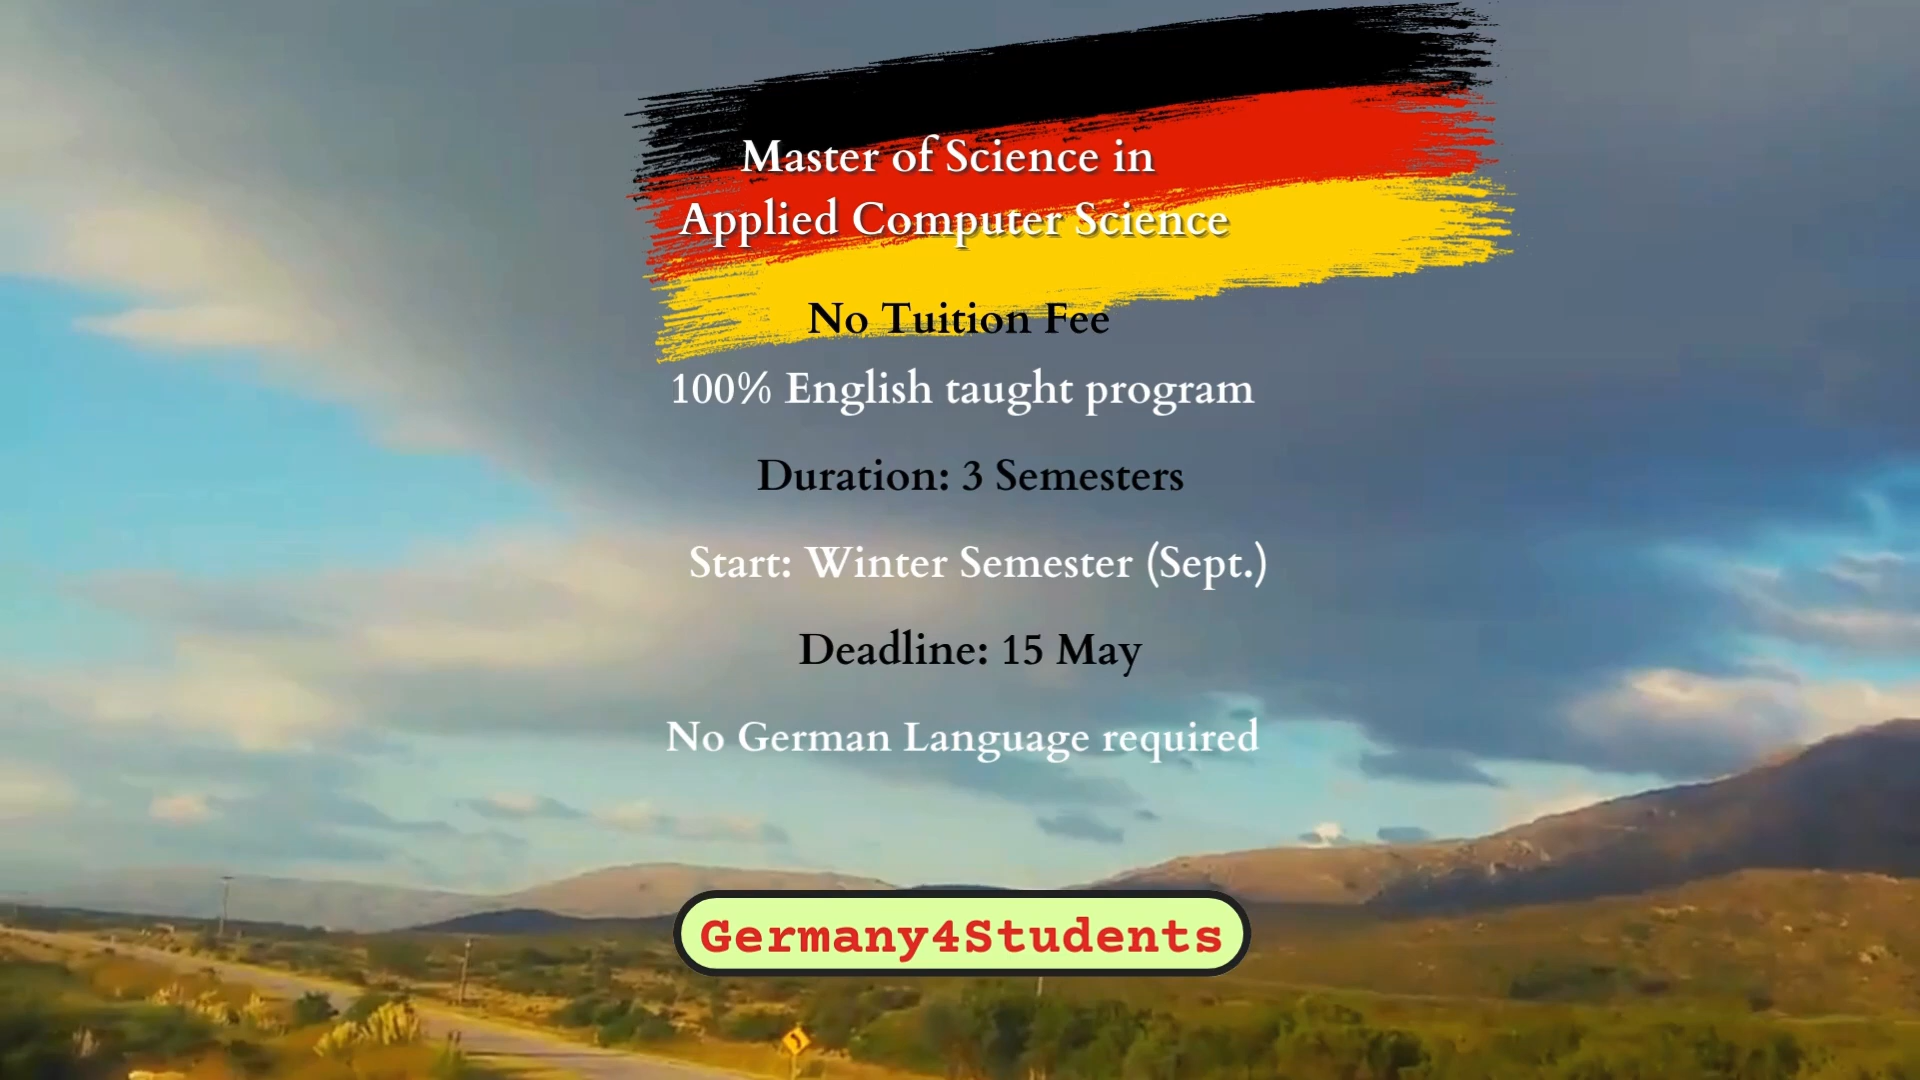 Master of Science in
Applied Computer Science
No Tuition Fee
100% English taught program
Duration: 3 Semesters
Start: Winter Semester (Sept.)
Deadline: 15 May
No German Language required
Germany4Students